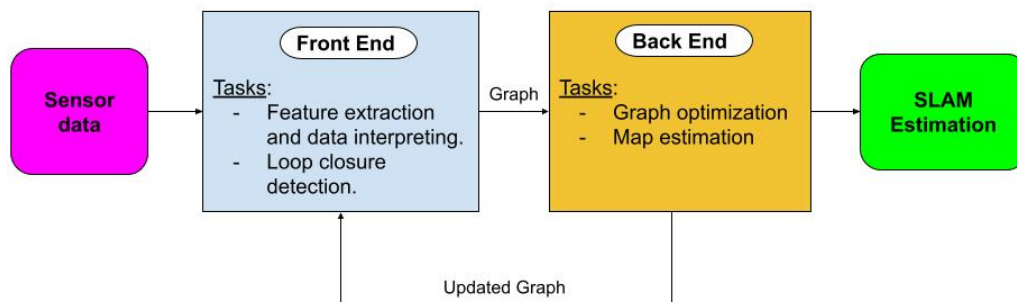 Sensor
data
Front End
Tasks:
- Feature extraction
and data interpreting.
- Loop closure
detection.
Graph
Back End
Tasks:
- Graph optimization
- Map estimation
SLAM
Estimation
Updated Graph